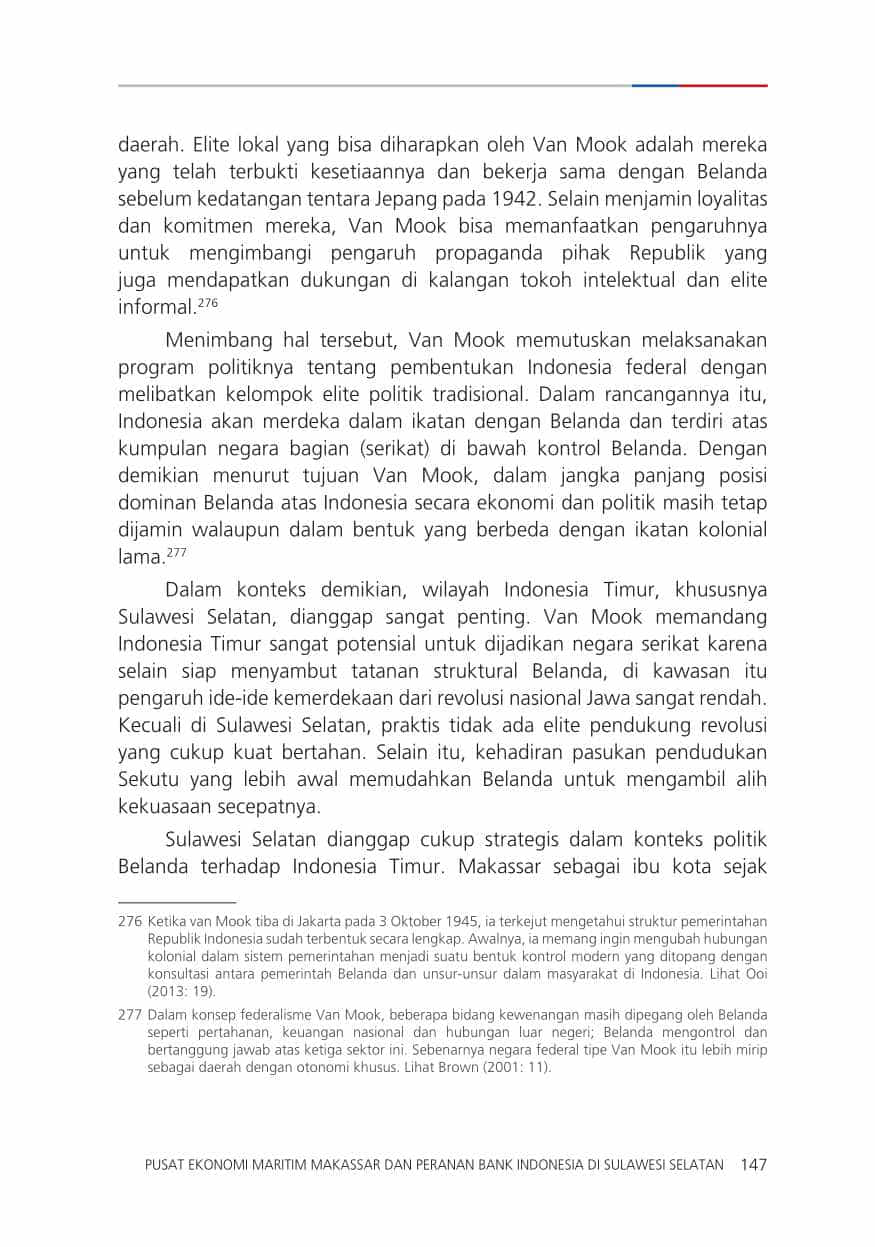 daerah. Elite lokal yang bisa diharapkan oleh Van Mook adalah mereka
yang telah terbukti kesetiaannya dan bekerja sama dengan Belanda
sebelum kedatangan tentara Jepang pada 1942. Selain menjamin loyalitas
dan komitmen mereka, Van Mook bisa memanfaatkan pengaruhnya
untuk mengimbangi pengaruh propaganda pihak Republik yang
juga mendapatkan dukungan di kalangan tokoh intelektual dan elite
informal.276
Menimbang hal tersebut, Van Mook memutuskan melaksanakan
program politiknya tentang pembentukan Indonesia federal dengan
melibatkan kelompok elite politik tradisional. Dalam rancangannya itu,
Indonesia akan merdeka dalam ikatan dengan Belanda dan terdiri atas
kumpulan negara bagian (serikat) di bawah kontrol Belanda. Dengan
demikian menurut tujuan Van Mook, dalam jangka panjang posisi
dominan Belanda atas Indonesia secara ekonomi dan politik masih tetap
dijamin walaupun dalam bentuk yang berbeda dengan ikatan kolonial
lama.277
Dalam konteks demikian, wilayah Indonesia Timur, khususnya
Sulawesi Selatan, dianggap sangat penting. Van Mook memandang
Indonesia Timur sangat potensial untuk dijadikan negara serikat karena
selain siap menyambut tatanan struktural Belanda, di kawasan itu
pengaruh ide-ide kemerdekaan dari revolusi nasional Jawa sangat rendah.
Kecuali di Sulawesi Selatan, praktis tidak ada elite pendukung revolusi
yang cukup kuat bertahan. Selain itu, kehadiran pasukan pendudukan
Sekutu yang lebih awal memudahkan Belanda untuk mengambil alih
kekuasaan secepatnya.
Sulawesi Selatan dianggap cukup strategis dalam konteks politik
Belanda terhadap Indonesia Timur. Makassar sebagai ibu kota sejak
276 Ketika van Mook tiba di Jakarta pada 3 Oktober 1945, ia terkejut mengetahui struktur pemerintahan
Republik Indonesia sudah terbentuk secara lengkap. Awalnya, ia memang ingin mengubah hubungan
kolonial dalam sistem pemerintahan menjadi suatu bentuk kontrol modern yang ditopang dengan
konsultasi antara pemerintah Belanda dan unsur-unsur dalam masyarakat di Indonesia. Lihat Ooi
(2013: 19).
277 Dalam konsep federalisme Van Mook, beberapa bidang kewenangan masih dipegang oleh Belanda
seperti pertahanan, keuangan nasional dan hubungan luar negeri; Belanda mengontrol dan
bertanggung jawab atas ketiga sektor ini. Sebenarnya negara federal tipe Van Mook itu lebih mirip
sebagai daerah dengan otonomi khusus. Lihat Brown (2001: 11).
PUSAT EKONOMI MARITIM MAKASSAR DAN PERANAN BANK INDONESIA DI SULAWESI SELATAN 147